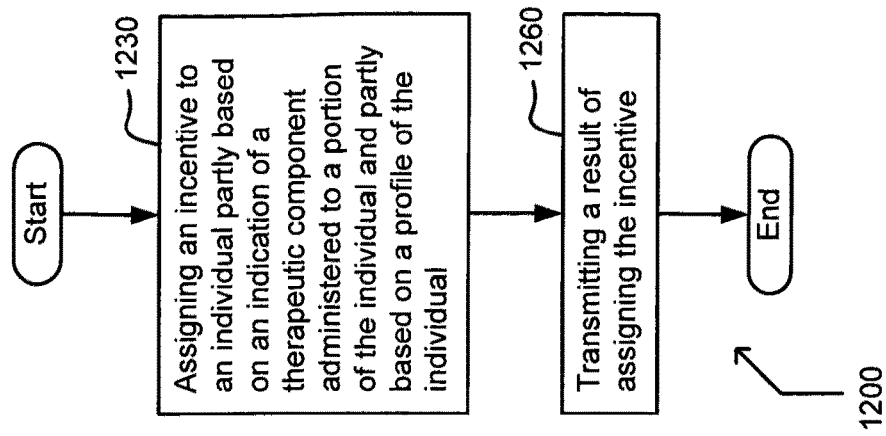 Start
1230
Assigning an incentive to
an individual partly based
on an indication of a
therapeutic component
administered to a portion
of the individual and partly
based on a profile of the
individual
1260
Transmitting a result of
assigning the incentive
End
1200